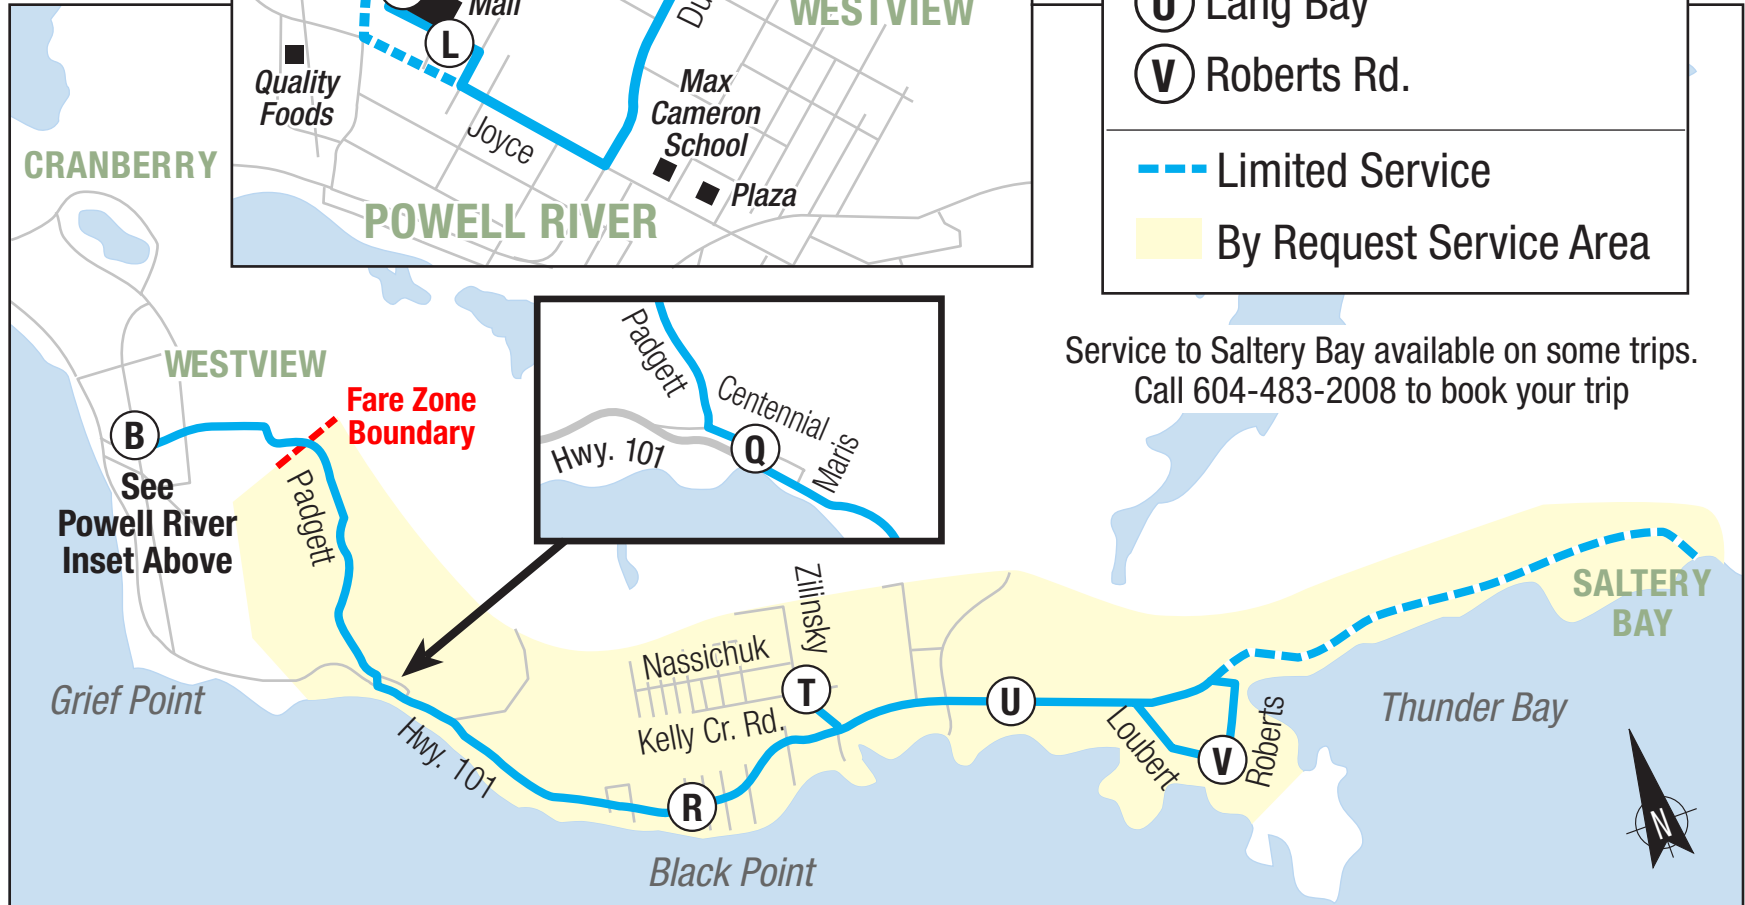 Mall
L
Quality
Foods
Joyce
Du
WESTVIEW
Max
Cameron
School
Plaza
POWELL RIVER
CRANBERRY
U Lang Bay
V Roberts Rd.
Limited Service
By Request Service Area
Service to Saltery Bay available on some trips.
Call 604-483-2008 to book your trip
WESTVIEW
Fare Zone
Boundary
B
See
Powell River
Inset Above
Padgett
Padgett
Centennial
Hwy. 101
Q
Maris
Zilinsky
Nassichuk
T
Kelly Cr. Rd.
U
R
Hwy. 101
Loubert
V
Roberts
SALTERY
BAY
Grief Point
Black Point
Thunder Bay
N